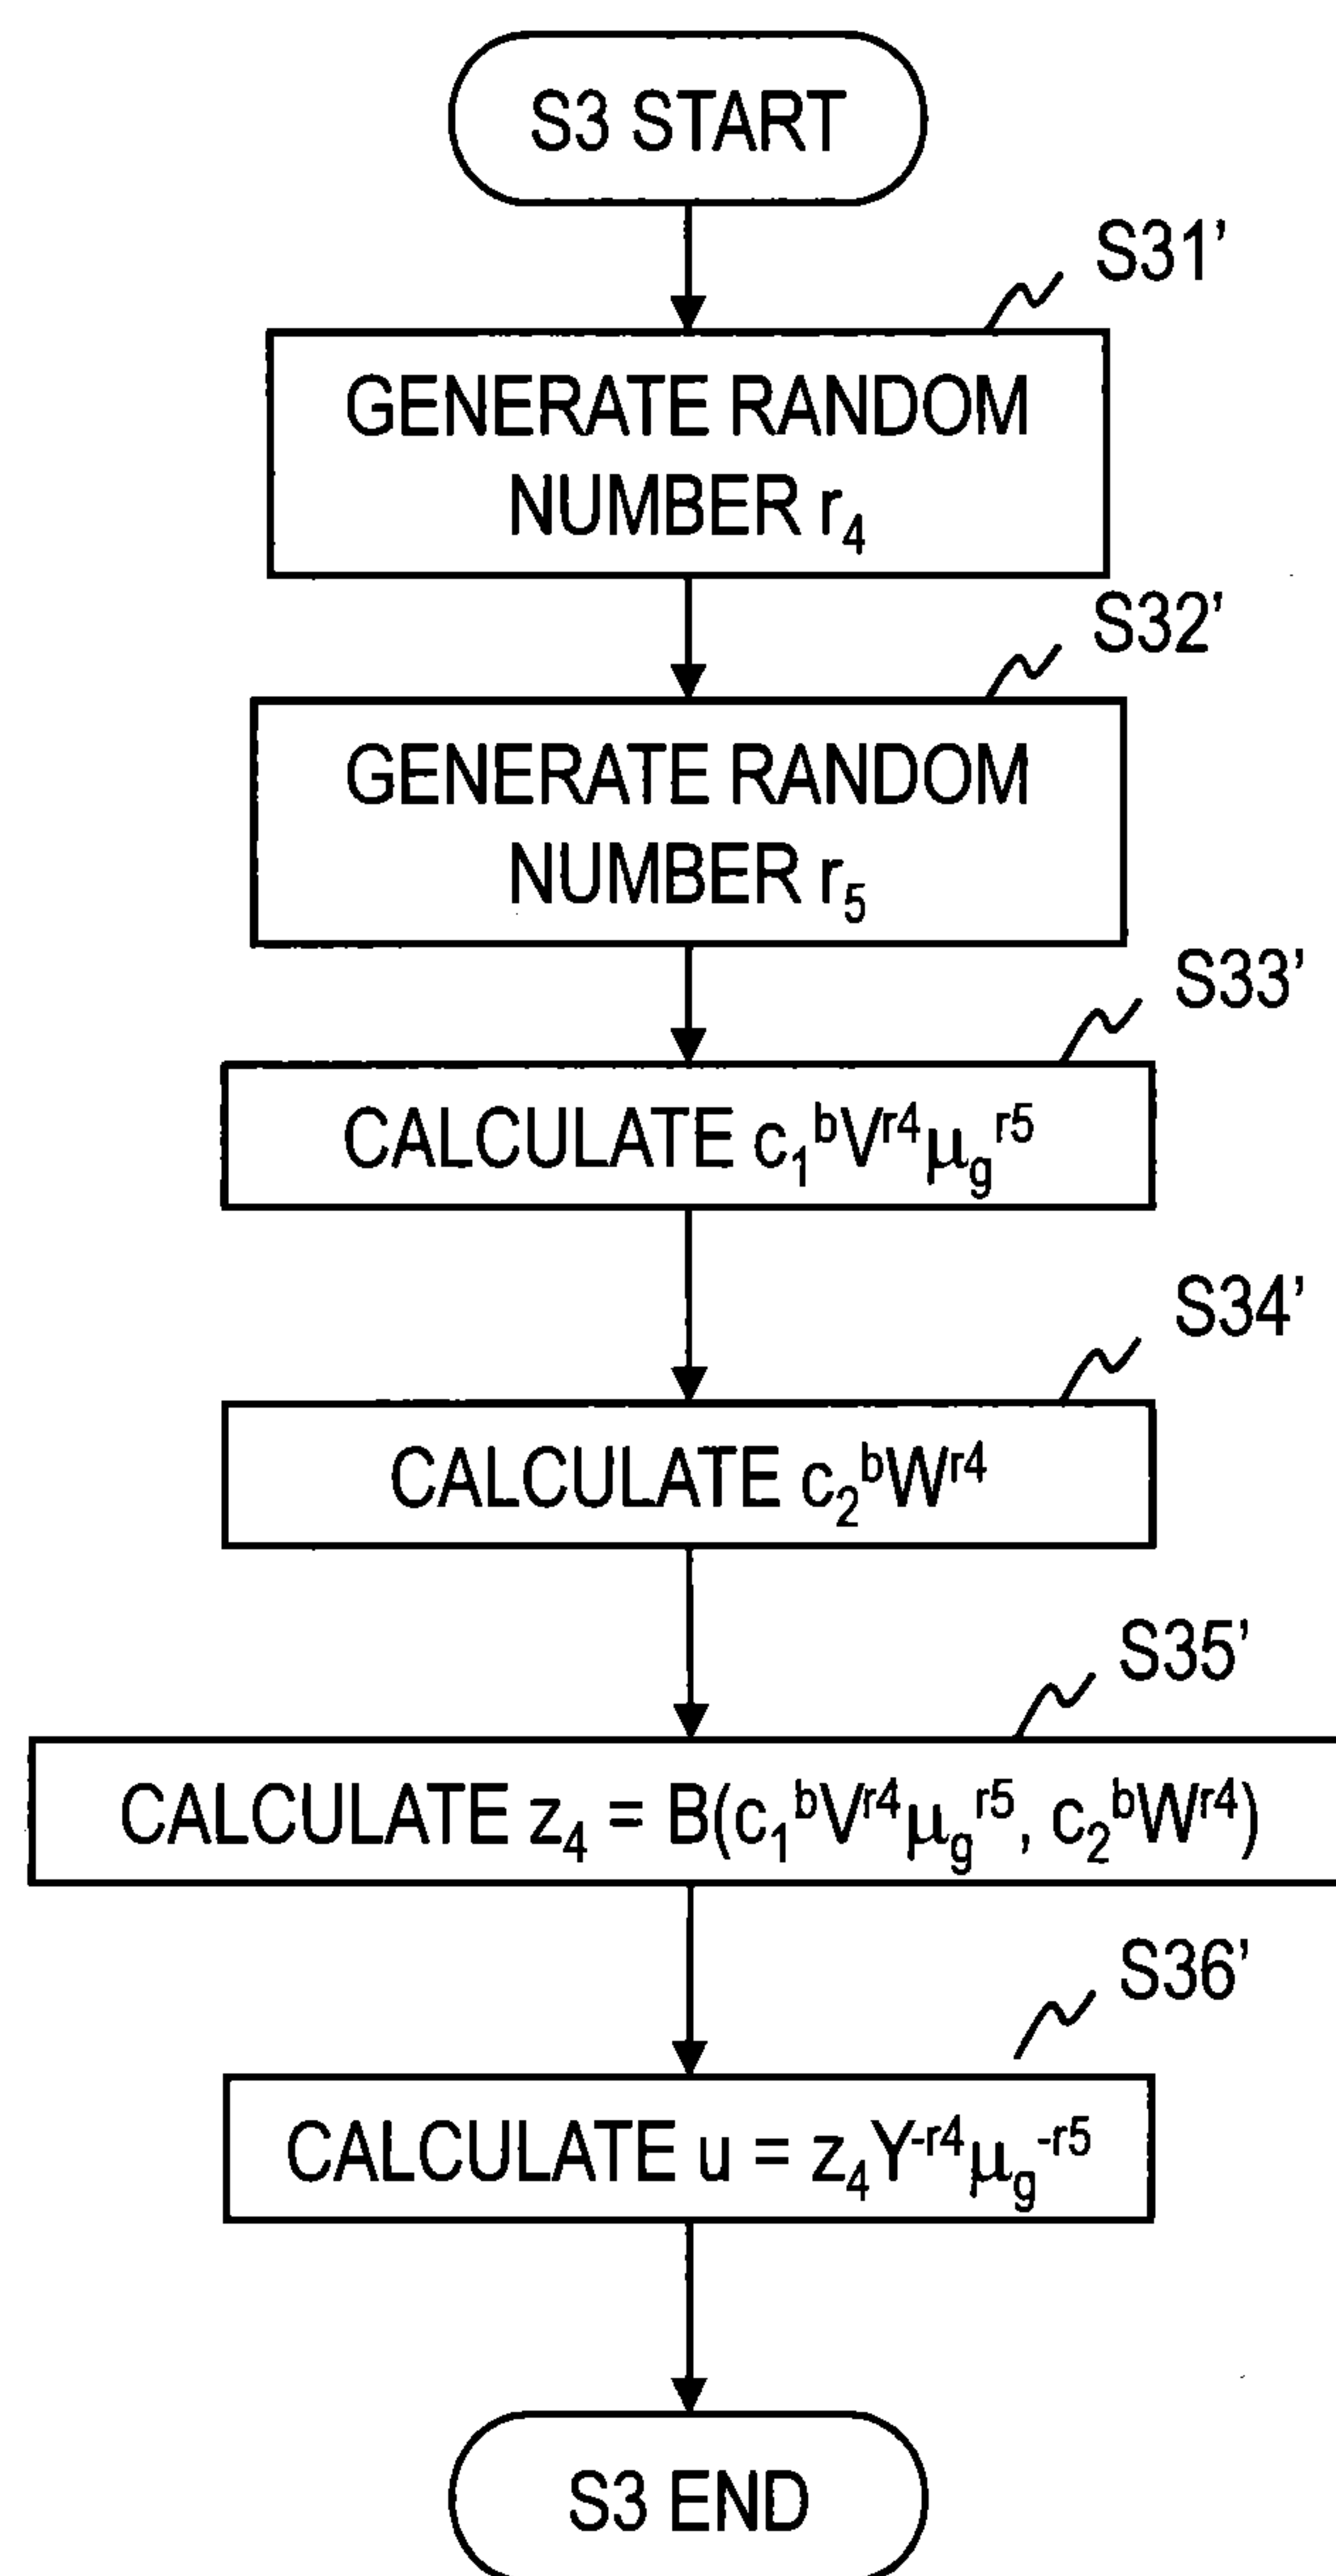 S3 START
S31'
GENERATE RANDOM
NUMBER r₄
S32'
GENERATE RANDOM
NUMBER r₅
S33'
CALCULATE c₁ᵇVʳ⁴μgʳ⁵
S34'
CALCULATE c₂ᵇWʳ⁴
S35'
CALCULATE z₄ = B(c₁ᵇVʳ⁴μgʳ⁵, c₂ᵇWʳ⁴)
S36'
CALCULATE u = z₄Y⁻ʳ⁴μg⁻ʳ⁵
S3 END